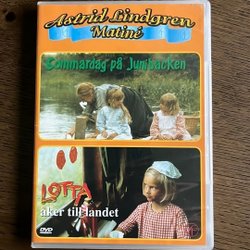 Astrid Lindgren
Matiné
Sommardag på Junibacken
LOTTA
åker till landet
DVD